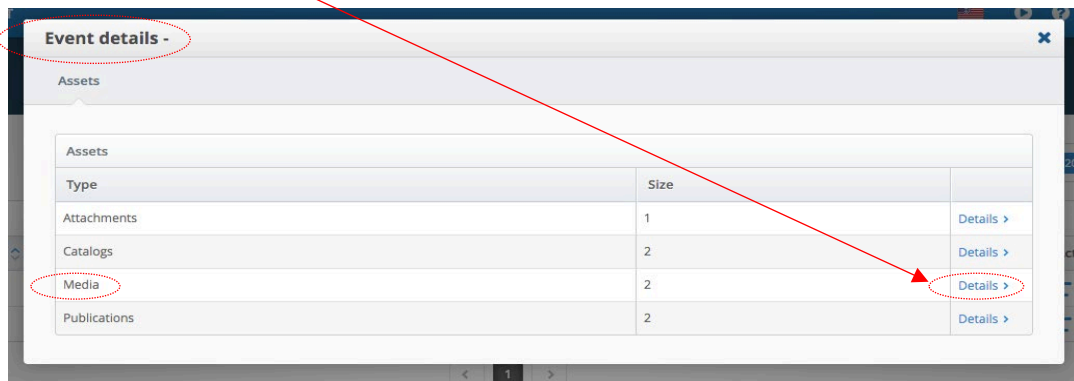 Event details -
Assets
Assets
Type Size
Attachments 1 Details >
Catalogs 2 Details >
Media 2 Details >
Publications 2 Details >
< 1 >